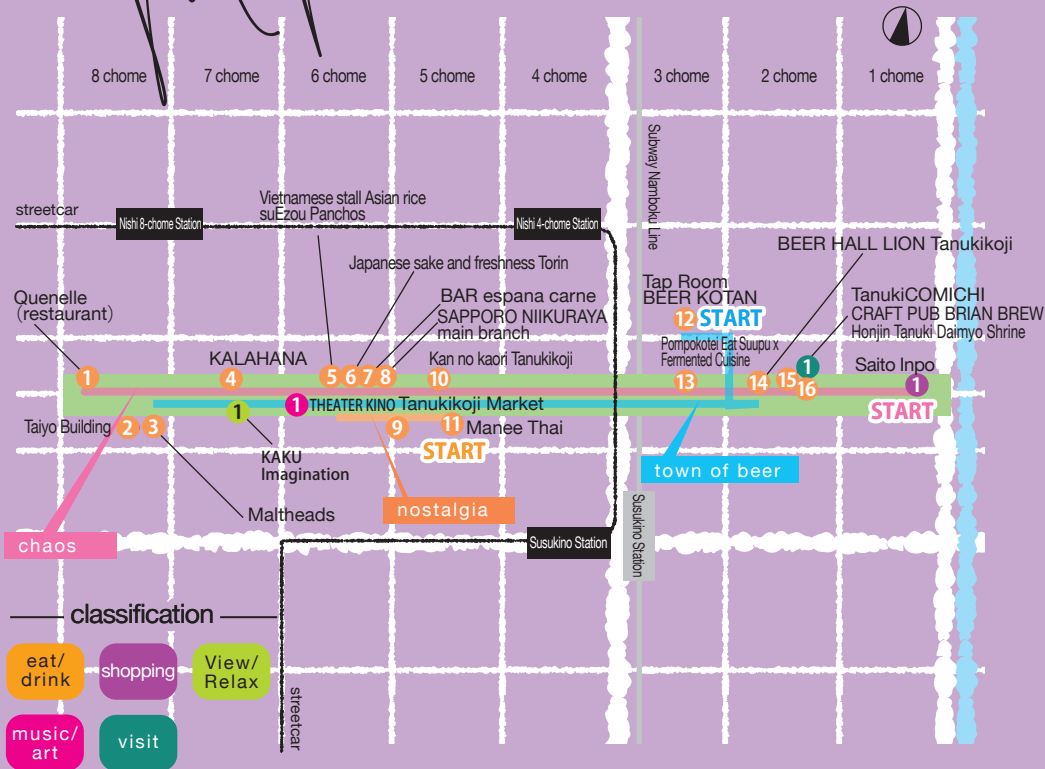 8 chome
7 chome
6 chome
5 chome
4 chome
3 chome
2 chome
1 chome
Subway Namboku Line
streetcar
Nishi 8-chome Station
Vietnamese stall Asian rice
suEzou Panchos
Nishi 4-chome Station
BEER HALL LION Tanukikoji
Japanese sake and freshness Torin
Quenelle
(restaurant)
BAR espana carne
SAPPORO NIIKURAYA
main branch
Tap Room
BEER KOTAN
12 START
TanukiCOMICHI
CRAFT PUB BRIAN BREW
Honjin Tanuki Daimyo Shrine
KALAHANA
Kan no kaori Tanukikoji
Pompokotei Eat Suupu x
Fermented Cuisine
Saito Inpo
1
4
5
6
7
8
10
13
14
15
1
16
1
START
1
1
THEATER KINO Tanukikoji Market
Taiyo Building
2
3
9
11
Manee Thai
START
KAKU
Imagination
town of beer
Maltheads
nostalgia
chaos
Susukino Station
Susukino Station
classification
eat/
drink
shopping
View/
Relax
music/
art
visit
streetcar